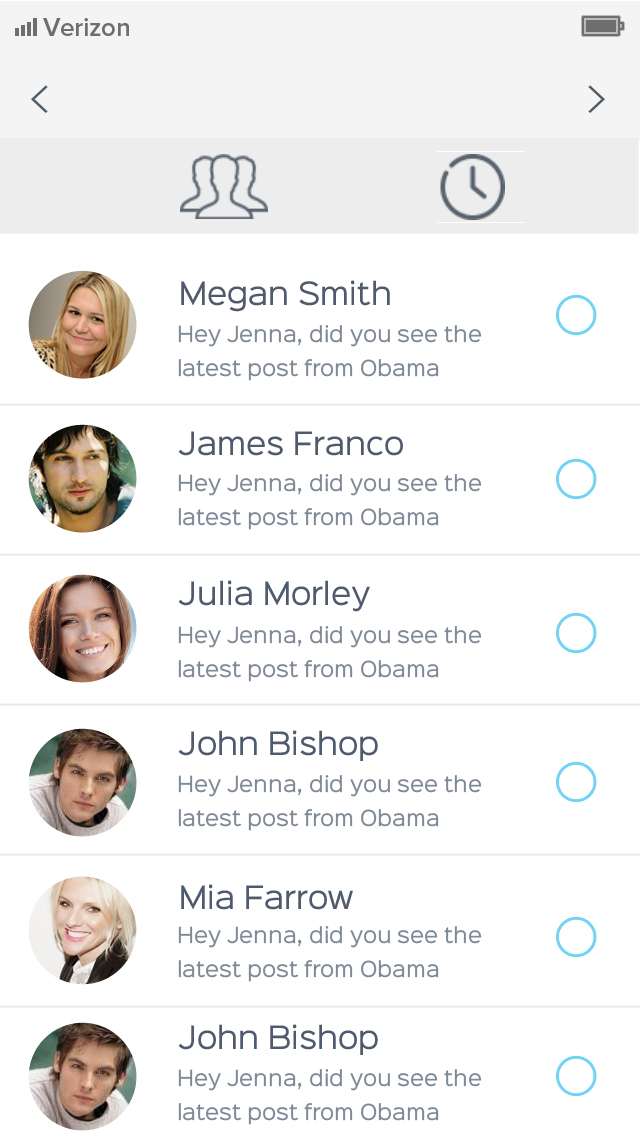 Verizon
Megan Smith
Hey Jenna, did you see the
latest post from Obama
James Franco
Hey Jenna, did you see the
latest post from Obama
Julia Morley
Hey Jenna, did you see the
latest post from Obama
John Bishop
Hey Jenna, did you see the
latest post from Obama
Mia Farrow
Hey Jenna, did you see the
latest post from Obama
John Bishop
Hey Jenna, did you see the
latest post from Obama